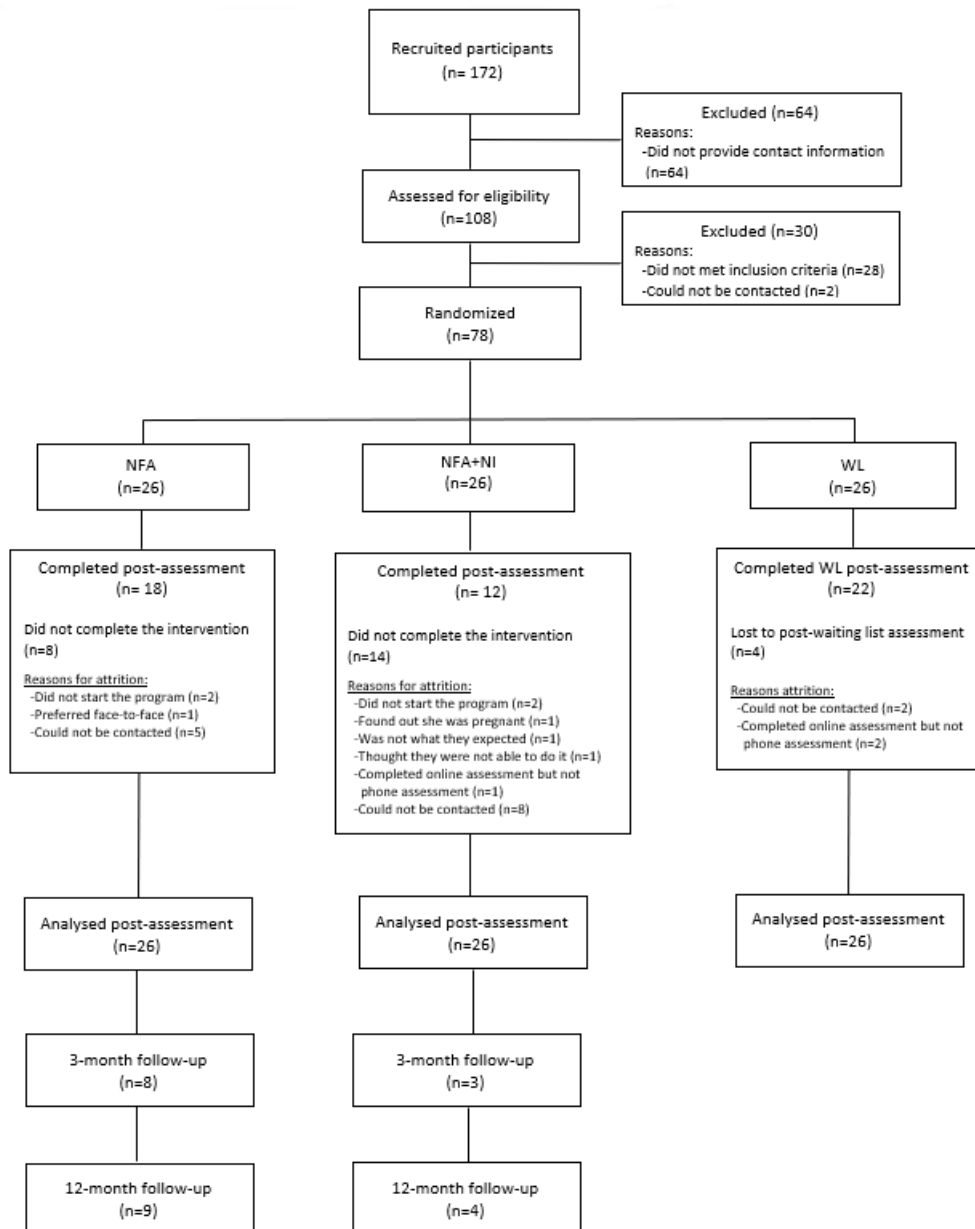 Recruited participants
(n= 172)
Excluded (n=64)
Reasons:
-Did not provide contact information
(n=64)
Assessed for eligibility
(n=108)
Excluded (n=30)
Reasons:
-Did not met inclusion criteria (n=28)
-Could not be contacted (n=2)
Randomized
(n=78)
NFA
(n=26)
NFA+NI
(n=26)
WL
(n=26)
Completed post-assessment
(n= 18)
Did not complete the intervention
(n=8)
Reasons for attrition:
-Did not start the program (n=2)
-Preferred face-to-face (n=1)
-Could not be contacted (n=5)
Completed post-assessment
(n= 12)
Did not complete the intervention
(n=14)
Reasons for attrition:
-Did not start the program (n=2)
-Found out she was pregnant (n=1)
-Was not what they expected (n=1)
-Thought they were not able to do it (n=1)
-Completed online assessment but not
phone assessment (n=1)
-Could not be contacted (n=8)
Completed WL post-assessment
(n=22)
Lost to post-waiting list assessment
(n=4)
Reasons attrition:
-Could not be contacted (n=2)
-Completed online assessment but not
phone assessment (n=2)
Analysed post-assessment
(n=26)
Analysed post-assessment
(n=26)
Analysed post-assessment
(n=26)
3-month follow-up
(n=8)
3-month follow-up
(n=3)
12-month follow-up
(n=9)
12-month follow-up
(n=4)